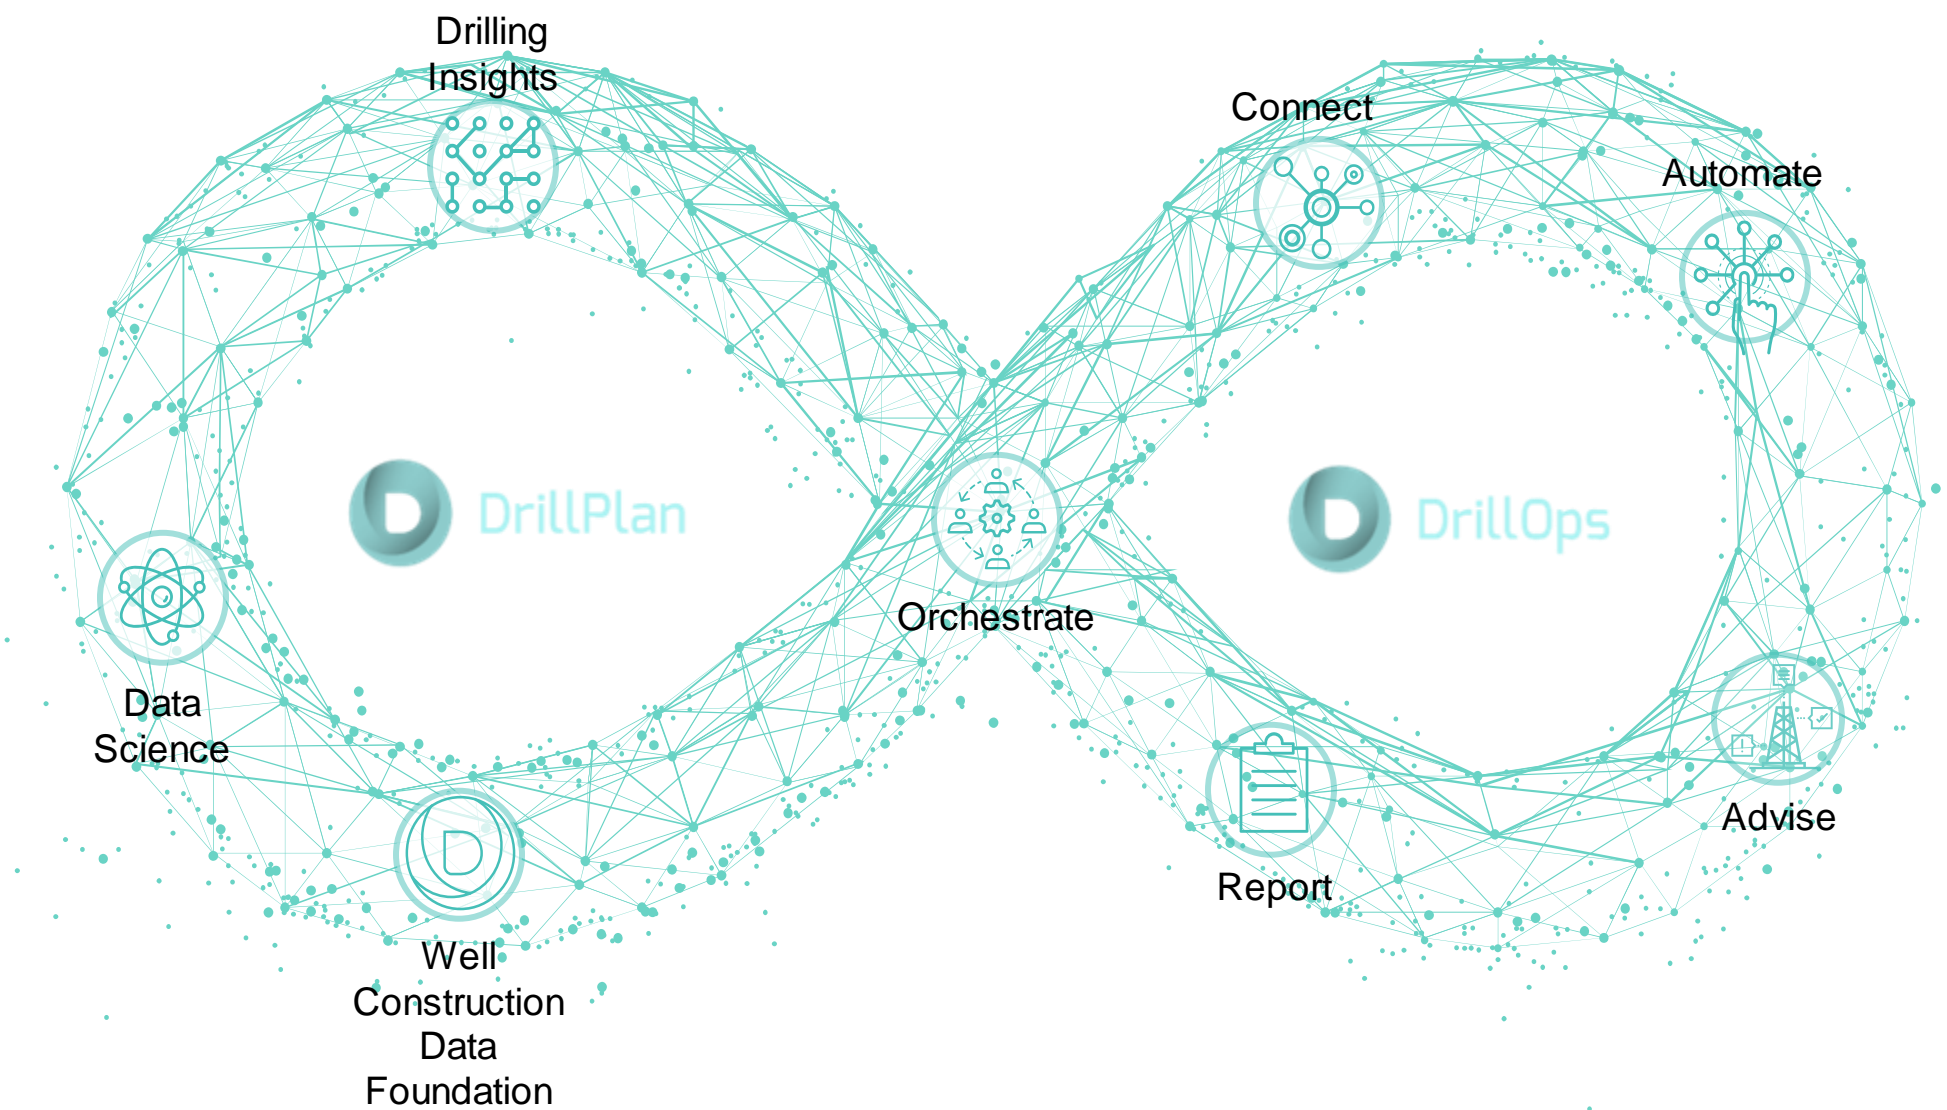 Drilling
Insights
Connect
Automate
DrillPlan
DrillOps
Orchestrate
Data
Science
Advise
Report
Well
Construction
Data
Foundation